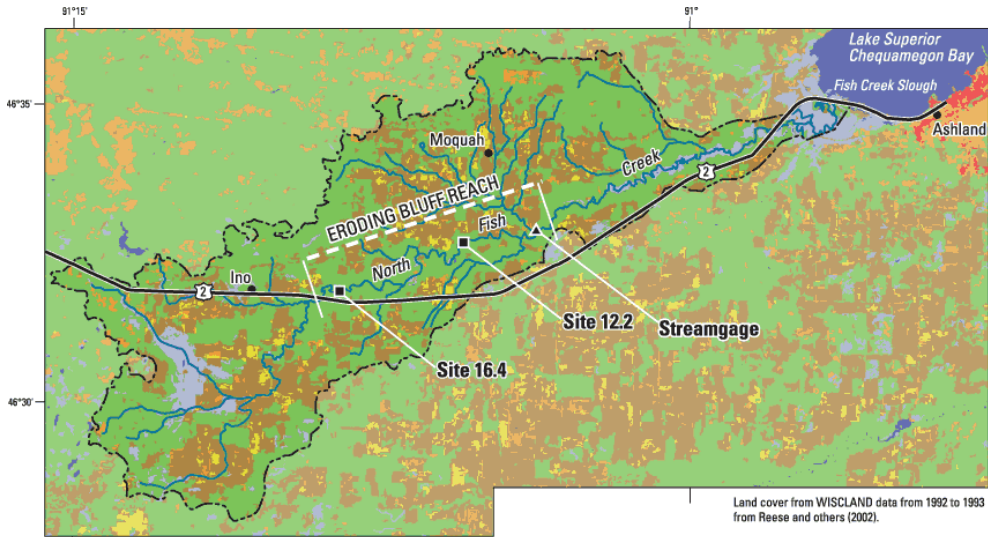 91°15'
91°
Lake Superior
Chequamegon Bay
Fish Creek Slough
46°35'
Ashland
Moquah
Creek
2
ERODING BLUFF REACH
Fish
North
Ino
2
Site 12.2
Streamgage
Site 16.4
46°30'
Land cover from WISCLAND data from 1992 to 1993
from Reese and others (2002).